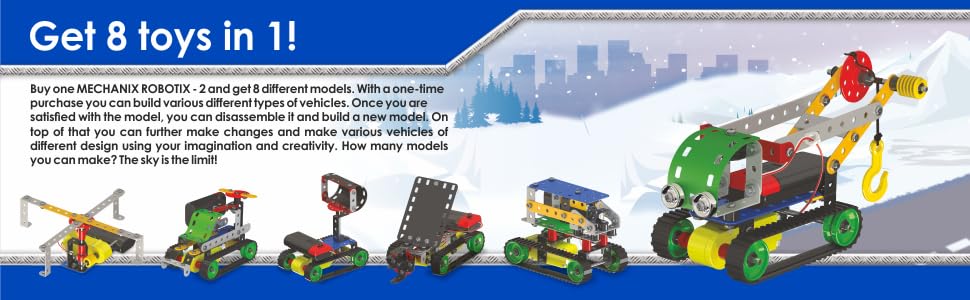 Get 8 toys in 1!
Buy one MECHANIX ROBOTIX - 2 and get 8 different models. With a one-time
purchase you can build various different types of vehicles. Once you are
satisfied with the model, you can disassemble it and build a new model. On
top of that you can further make changes and make various vehicles of
different design using your imagination and creativity. How many models
you can make? The sky is the limit!